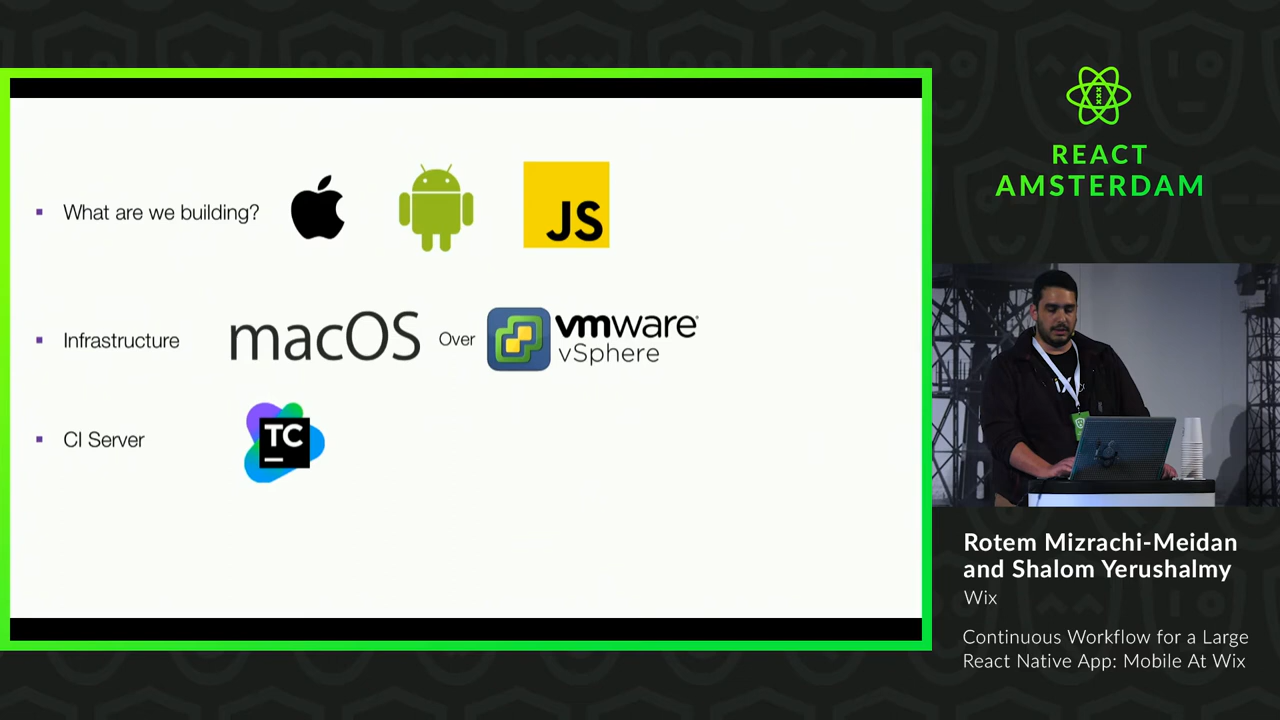 What are we building?
JS
Infrastructure
macOS
Over
vmware®
vSphere
CI Server
TC
REACT
AMSTERDAM
Rotem Mizrachi-Meidan
and Shalom Yerushalmy
Wix
Continuous Workflow for a Large
React Native App: Mobile At Wix